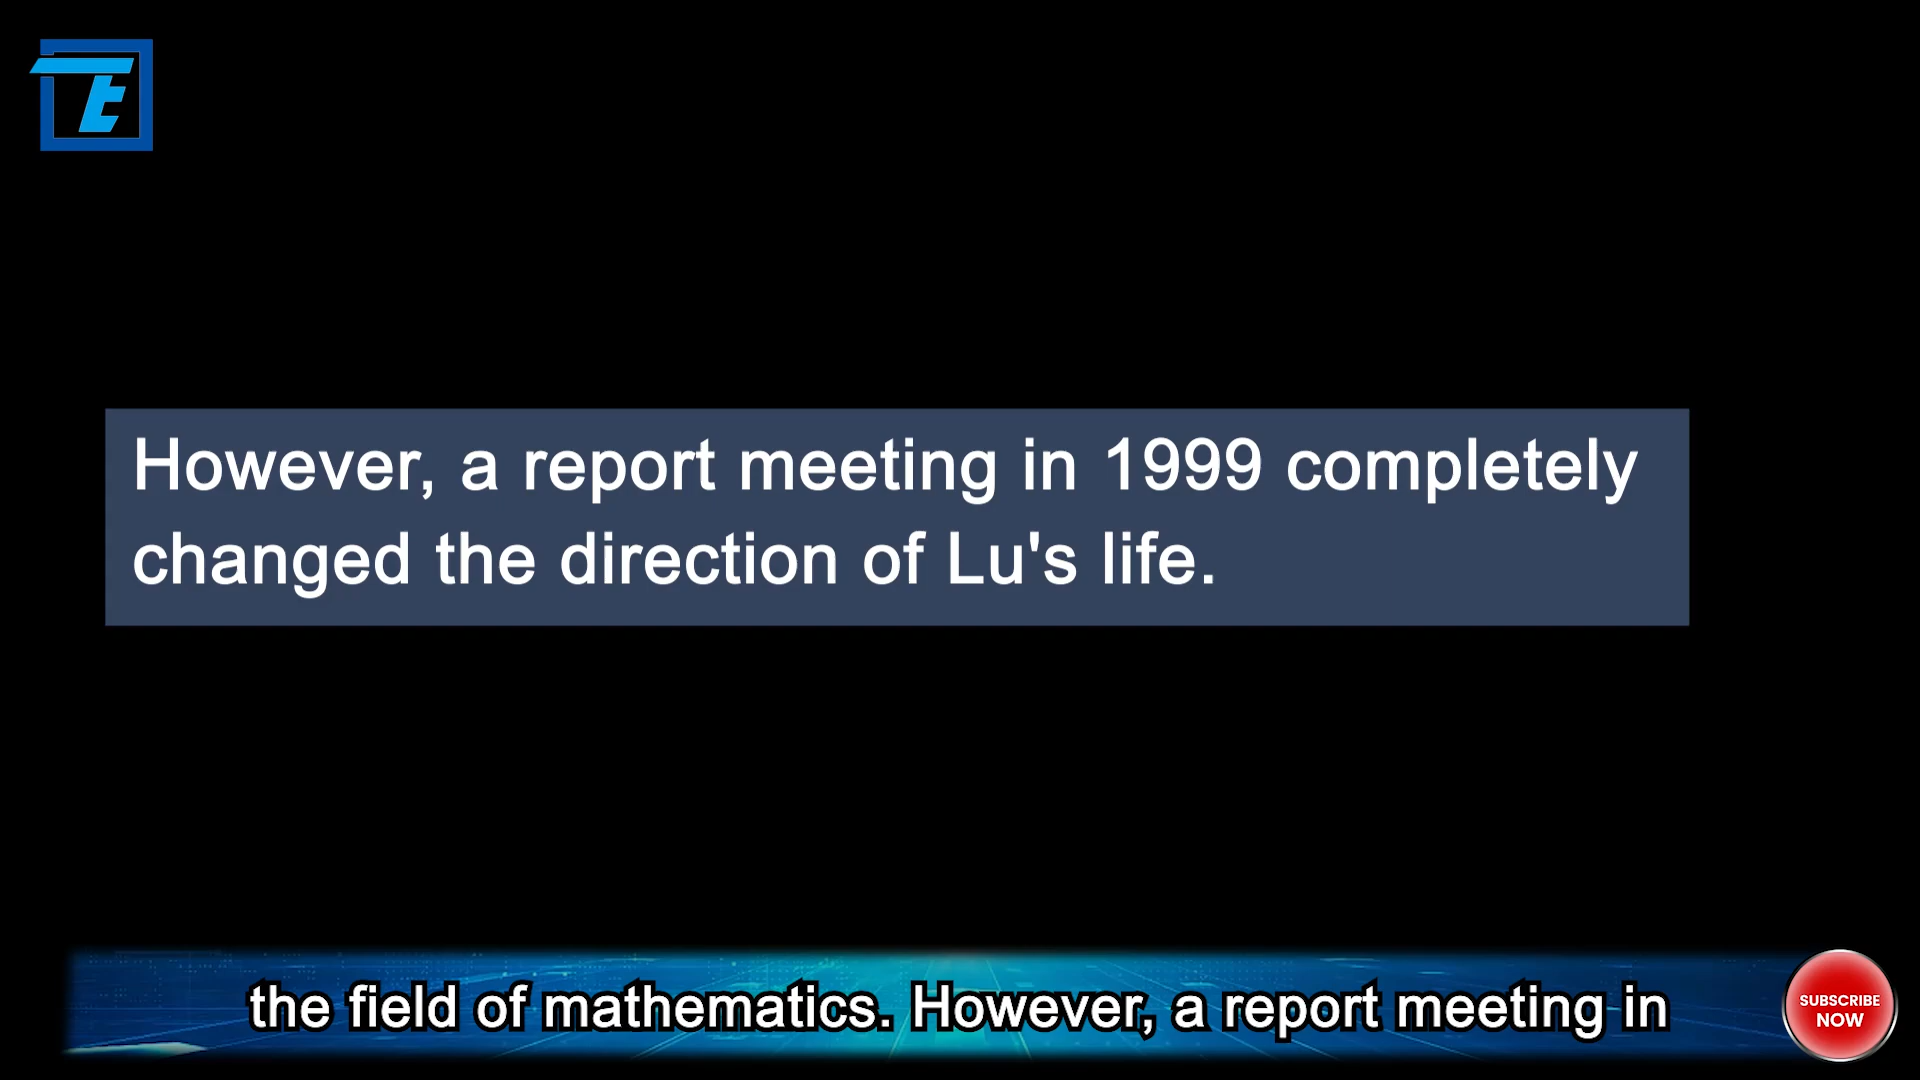 TE
However, a report meeting in 1999 completely
changed the direction of Lu's life.
the field of mathematics. However, a report meeting in
SUBSCRIBE
NOW